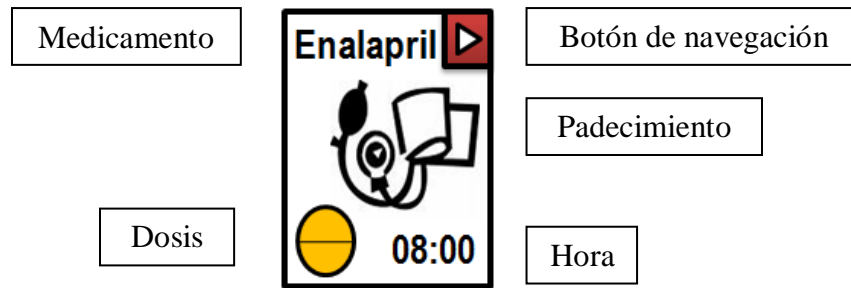 Medicamento
Enalapril
Botón de navegación
Padecimiento
Dosis
08:00
Hora